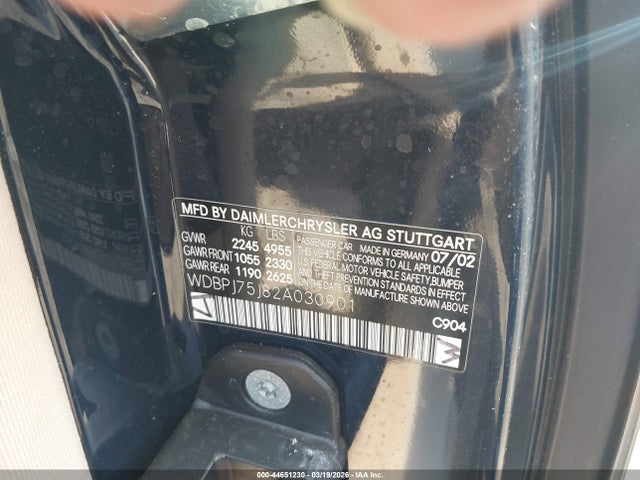 MFD BY DAIMLERCHRYSLER AG STUTTGART
KG LBS PASSENGER CAR MADE IN GERMANY 07/02
GVWR 2245 4955 THIS VEHICLE CONFORMS TO ALL APPLICABLE
GAWR FRONT 1055 2330 U.S. FEDERAL MOTOR VEHICLE SAFETY, BUMPER
GAWR REAR 1190 2625 AND THEFT PREVENTION STANDARDS IN EFFECT
ON THE DATE OF MANUFACTURE SHOWN ABOVE
WDBPJ75J82A030901
C904
000-44651230 - 03/19/2026 - IAA Inc.